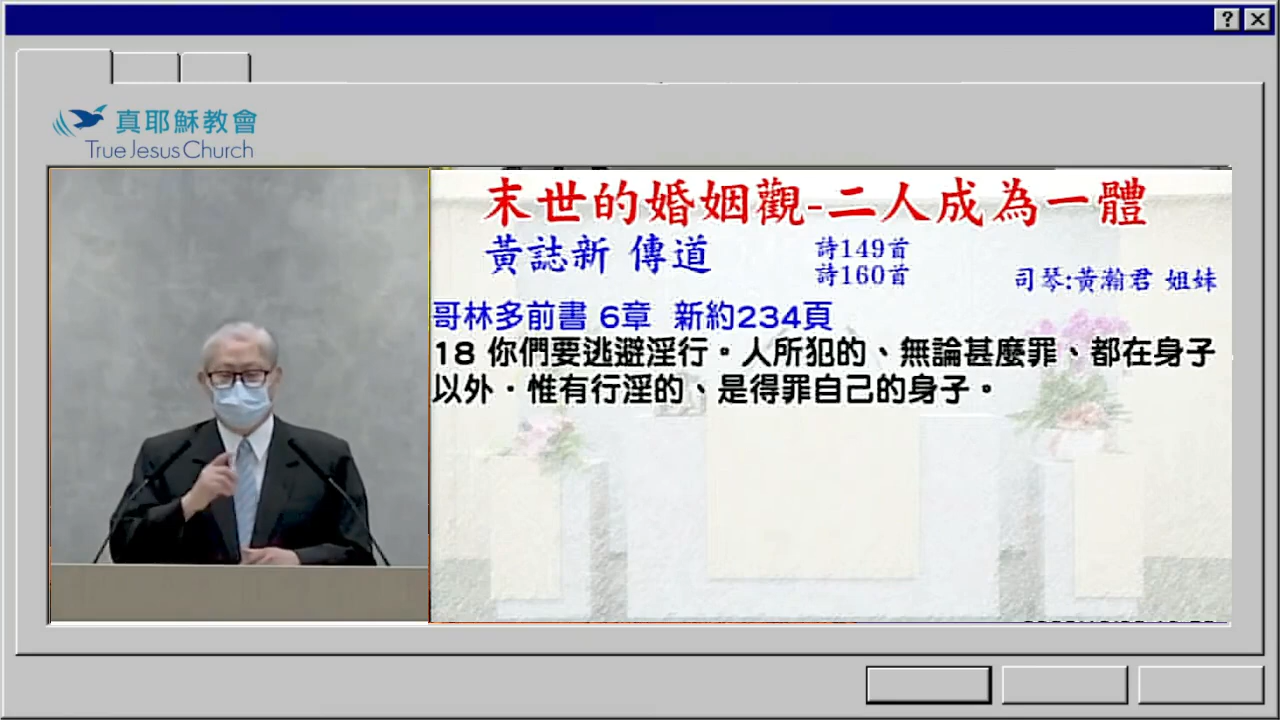 真耶穌教會
True Jesus Church
末世的婚姻觀-二人成為一體
黃誌新 傳道
詩149首
詩160首
司琴:黃瀚君 姐妹
哥林多前書 6章 新約234頁
18 你們要逃避淫行。人所犯的、無論甚麼罪、都在身子
以外．惟有行淫的、是得罪自己的身子。